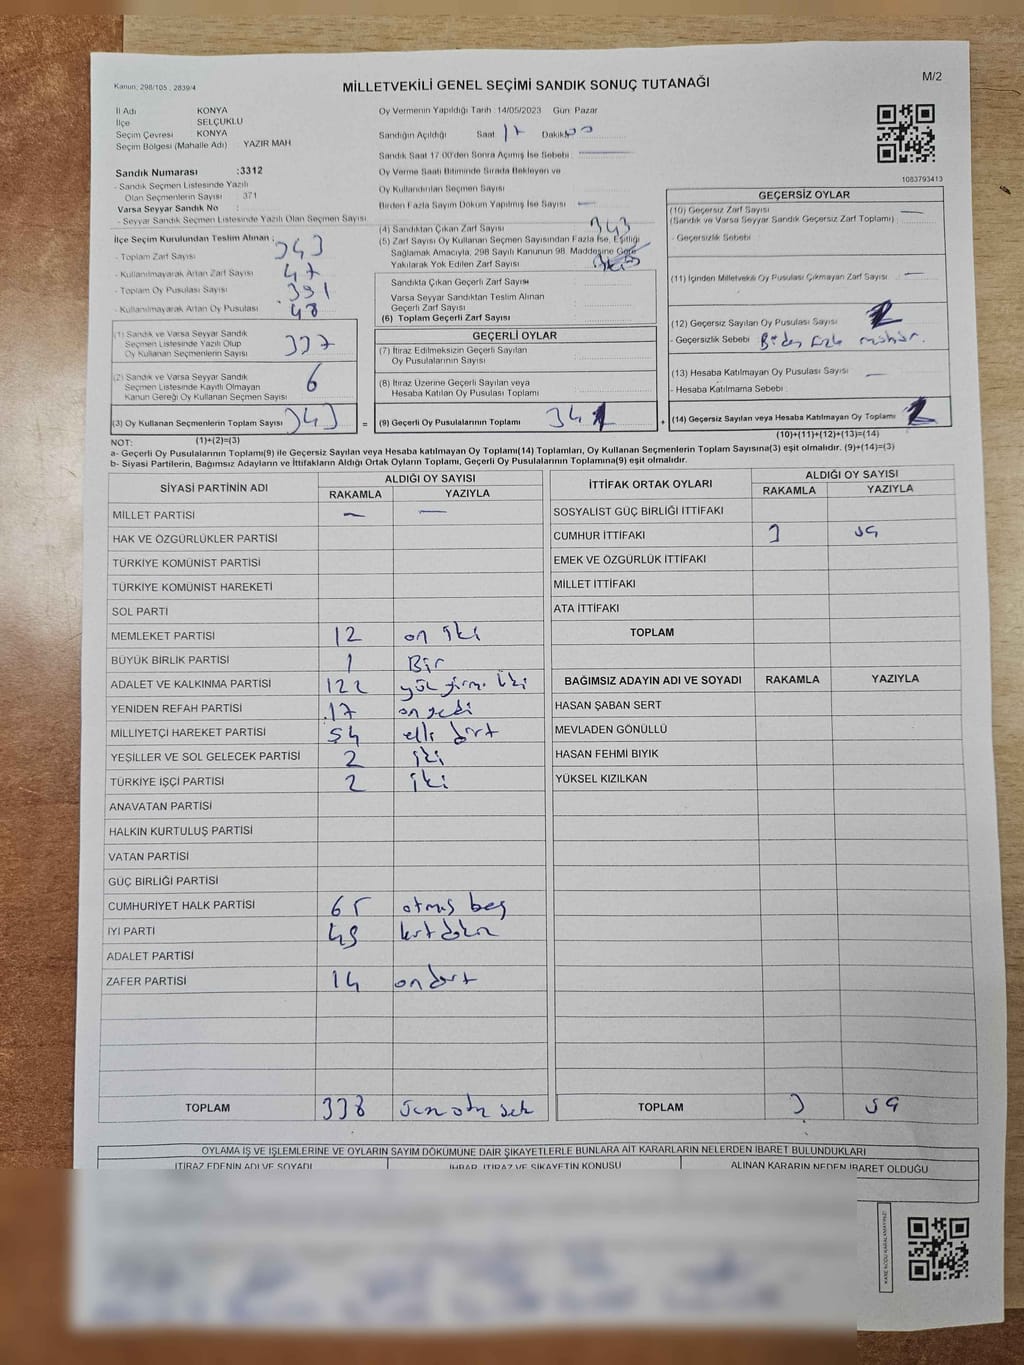 Kanun: 298/105 , 2839/4
MİLLETVEKİLİ GENEL SEÇİMİ SANDIK SONUÇ TUTANAĞI
M/2
İl Adı KONYA
İlçe SELÇUKLU
Seçim Çevresi KONYA
Seçim Bölgesi (Mahalle Adı) YAZIR MAH
Sandık Numarası :3312
- Sandık Seçmen Listesinde Yazılı
Olan Seçmenlerin Sayısı 371
Varsa Seyyar Sandık No :
- Seyyar Sandık Seçmen Listesinde Yazılı Olan Seçmen Sayısı
İlçe Seçim Kurulundan Teslim Alınan :
- Toplam Zarf Sayısı 343
- Kullanılmayarak Artan Zarf Sayısı 47
- Toplam Oy Pusulası Sayısı 391
- Kullanılmayarak Artan Oy Pusulası 48
(1) Sandık ve Varsa Seyyar Sandık
Seçmen Listesinde Yazılı Olup
Oy Kullanan Seçmenlerin Sayısı 337
(2) Sandık ve Varsa Seyyar Sandık
Seçmen Listesinde Kayıtlı Olmayan
Kanun Gereği Oy Kullanan Seçmen Sayısı 6
(3) Oy Kullanan Seçmenlerin Toplam Sayısı 343 =
(1)+(2)=(3)
Oy Vermenin Yapıldığı Tarih :14/05/2023 Gün: Pazar
Sandığın Açıldığı Saat 17 Dakika 00
Sandık Saat 17:00'den Sonra Açımış İse Sebebi :
Oy Verme Saati Bitiminde Sırada Bekleyen ve
Oy Kullandırılan Seçmen Sayısı :
Birden Fazla Sayım Döküm Yapılmış İse Sayısı : —
(4) Sandıktan Çıkan Zarf Sayısı 343
(5) Zarf Sayısı Oy Kullanan Seçmen Sayısından Fazla İse, Eşitliği
Sağlamak Amacıyla, 298 Sayılı Kanunun 98. Maddesine Göre
Yakılarak Yok Edilen Zarf Sayısı
Sandıkta Çıkan Geçerli Zarf Sayısı :
Varsa Seyyar Sandıktan Teslim Alınan
Geçerli Zarf Sayısı :
(6) Toplam Geçerli Zarf Sayısı
GEÇERLİ OYLAR
(7) İtiraz Edilmeksizin Geçerli Sayılan
Oy Pusulalarının Sayısı :
(8) İtiraz Üzerine Geçerli Sayılan veya
Hesaba Katılan Oy Pusulası Toplamı :
(9) Geçerli Oy Pusulalarının Toplamı 341 +
1083793413
GEÇERSİZ OYLAR
(10) Geçersiz Zarf Sayısı —
(Sandık ve Varsa Seyyar Sandık Geçersiz Zarf Toplamı) :
- Geçersizlik Sebebi :
(11) İçinden Milletvekili Oy Pusulası Çıkmayan Zarf Sayısı : —
(12) Geçersiz Sayılan Oy Pusulası Sayısı : 2
- Geçersizlik Sebebi : Birden fazla mühür.
(13) Hesaba Katılmayan Oy Pusulası Sayısı : —
- Hesaba Katılmama Sebebi :
(14) Geçersiz Sayılan veya Hesaba Katılmayan Oy Toplamı : 2
(10)+(11)+(12)+(13)=(14)
NOT:
a- Geçerli Oy Pusulalarının Toplamı(9) ile Geçersiz Sayılan veya Hesaba katılmayan Oy Toplamı(14) Toplamları, Oy Kullanan Seçmenlerin Toplam Sayısına(3) eşit olmalıdır. (9)+(14)=(3)
b- Siyasi Partilerin, Bağımsız Adayların ve İttifakların Aldığı Ortak Oyların Toplamı, Geçerli Oy Pusulalarının Toplamına(9) eşit olmalıdır.
SİYASİ PARTİNİN ADI ALDIĞI OY SAYISI
RAKAMLA YAZIYLA
MİLLET PARTİSİ — —
HAK VE ÖZGÜRLÜKLER PARTİSİ
TÜRKİYE KOMÜNİST PARTİSİ
TÜRKİYE KOMÜNİST HAREKETİ
SOL PARTİ
MEMLEKET PARTİSİ 12 on iki
BÜYÜK BİRLİK PARTİSİ 1 Bir
ADALET VE KALKINMA PARTİSİ 122 yüz yirmi iki
YENİDEN REFAH PARTİSİ 17 on yedi
MİLLİYETÇİ HAREKET PARTİSİ 54 elli dört
YEŞİLLER VE SOL GELECEK PARTİSİ 2 iki
TÜRKİYE İŞÇİ PARTİSİ 2 iki
ANAVATAN PARTİSİ
HALKIN KURTULUŞ PARTİSİ
VATAN PARTİSİ
GÜÇ BİRLİĞİ PARTİSİ
CUMHURİYET HALK PARTİSİ 65 atmış beş
İYİ PARTİ 49 kırk dokuz
ADALET PARTİSİ
ZAFER PARTİSİ 14 on dört
TOPLAM 338 üçyüz otuz sekiz
İTTİFAK ORTAK OYLARI ALDIĞI OY SAYISI
RAKAMLA YAZIYLA
SOSYALİST GÜÇ BİRLİĞİ İTTİFAKI
CUMHUR İTTİFAKI 3 üç
EMEK VE ÖZGÜRLÜK İTTİFAKI
MİLLET İTTİFAKI
ATA İTTİFAKI
TOPLAM
BAĞIMSIZ ADAYIN ADI VE SOYADI RAKAMLA YAZIYLA
HASAN ŞABAN SERT
MEVLADEN GÖNÜLLÜ
HASAN FEHMİ BIYIK
YÜKSEL KIZILKAN
TOPLAM 3 üç
OYLAMA İŞ VE İŞLEMLERİNE VE OYLARIN SAYIM DÖKÜMÜNE DAİR ŞİKAYETLERLE BUNLARA AİT KARARLARIN NELERDEN İBARET BULUNDUKLARI
İTİRAZ EDENİN ADI VE SOYADI
İHBAR, İTİRAZ VE ŞİKAYETİN KONUSU
ALINAN KARARIN NEDEN İBARET OLDUĞU
KARE KODU KARALAMAYINIZ!